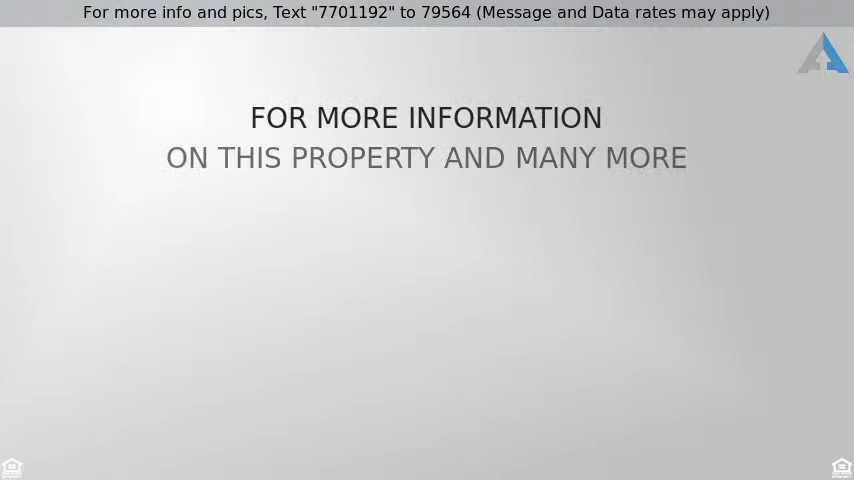 For more info and pics, Text "7701192" to 79564 (Message and Data rates may apply)
FOR MORE INFORMATION
ON THIS PROPERTY AND MANY MORE